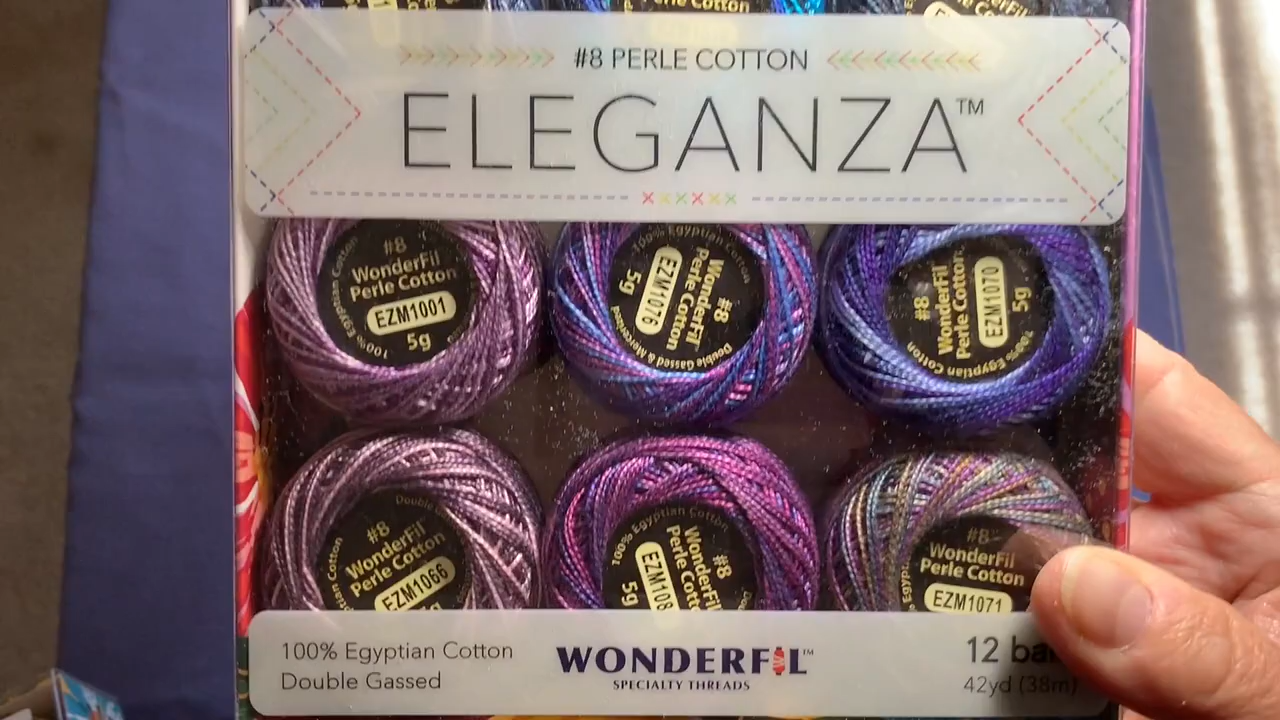 Perle Cotton
#8 PERLE COTTON
ELEGANZA™
#8
WonderFil
Perle Cotton
EZM1001
5g
100% Egyptian Cotton
#8
WonderFil
Perle Cotton
EZM1076
5g
100% Egyptian Cotton
Double Gassed &
#8
WonderFil
Perle Cotton
EZM1070
5g
100% Egyptian Cotton
#8
WonderFil
Perle Cotton
EZM1066
Double
#8
WonderFil
Perle
5g
100% Egyptian Cotton
#8
WonderFil
Perle Cotton
EZM1071
100% Egyptian Cotton
Double Gassed
WONDERFIL™
SPECIALTY THREADS
12
42yd (38m)